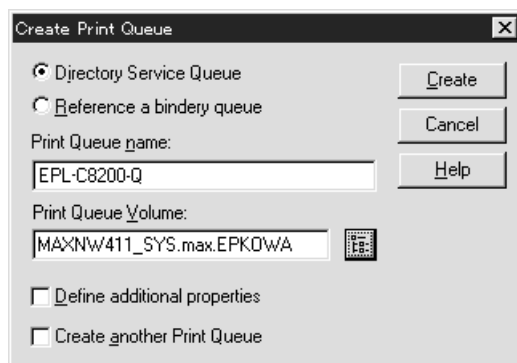 Create Print Queue
Directory Service Queue
Reference a bindery queue
Print Queue name:
EPL-C8200-Q
Print Queue Volume:
MAXNW411_SYS.max.EPKOWA
Define additional properties
Create another Print Queue
Create
Cancel
Help